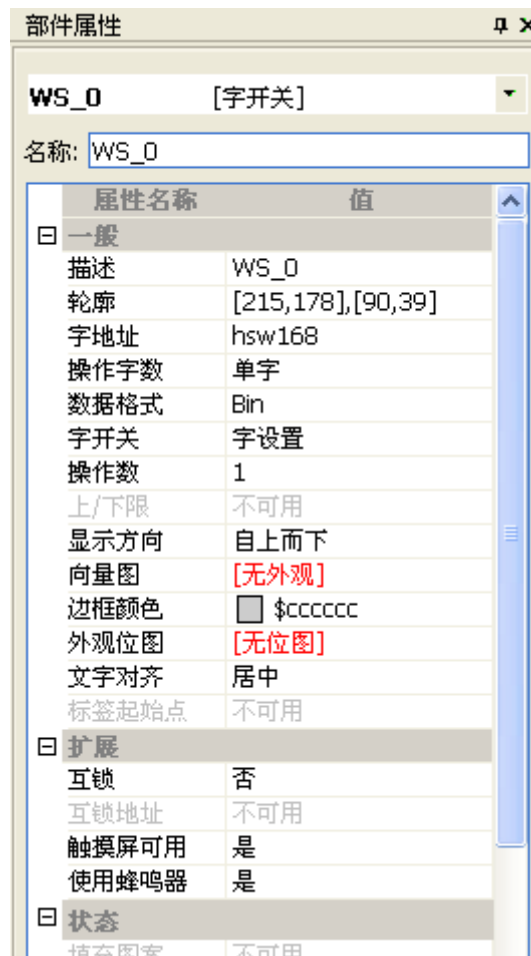 部件属性
WS_0 [字开关]
名称: WS_0
属性名称 值
一般
描述 WS_0
轮廓 [215,178],[90,39]
字地址 hsw168
操作字数 单字
数据格式 Bin
字开关 字设置
操作数 1
上/下限 不可用
显示方向 自上而下
向量图 [无外观]
边框颜色 $cccccc
外观位图 [无位图]
文字对齐 居中
标签起始点 不可用
扩展
互锁 否
互锁地址 不可用
触摸屏可用 是
使用蜂鸣器 是
状态
填充图案 不可用